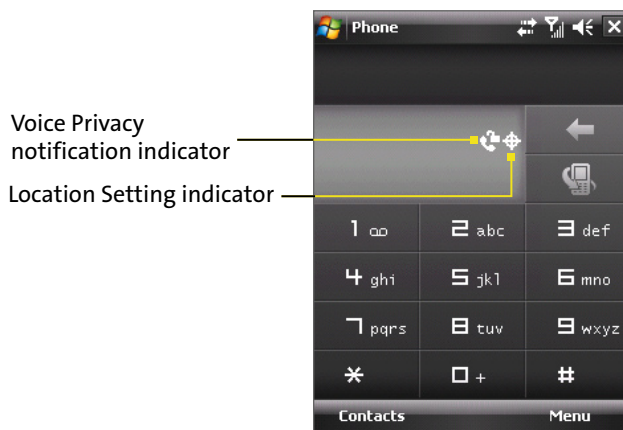 Phone
Voice Privacy
notification indicator
Location Setting indicator
1
2 abc
3 def
4 ghi
5 jkl
6 mno
7 pqrs
8 tuv
9 wxyz
*
0 +
#
Contacts
Menu